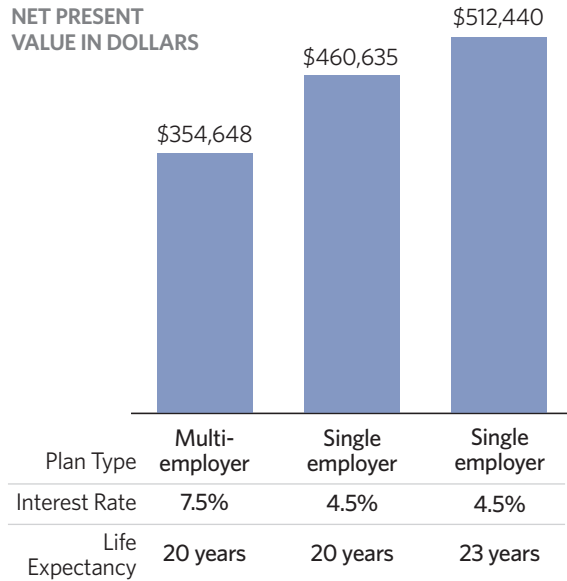 NET PRESENT
VALUE IN DOLLARS
$512,440
$460,635
$354,648
Plan Type
Multi-
employer
Single
employer
Single
employer
Interest Rate 7.5% 4.5% 4.5%
Life
Expectancy
20 years 20 years 23 years